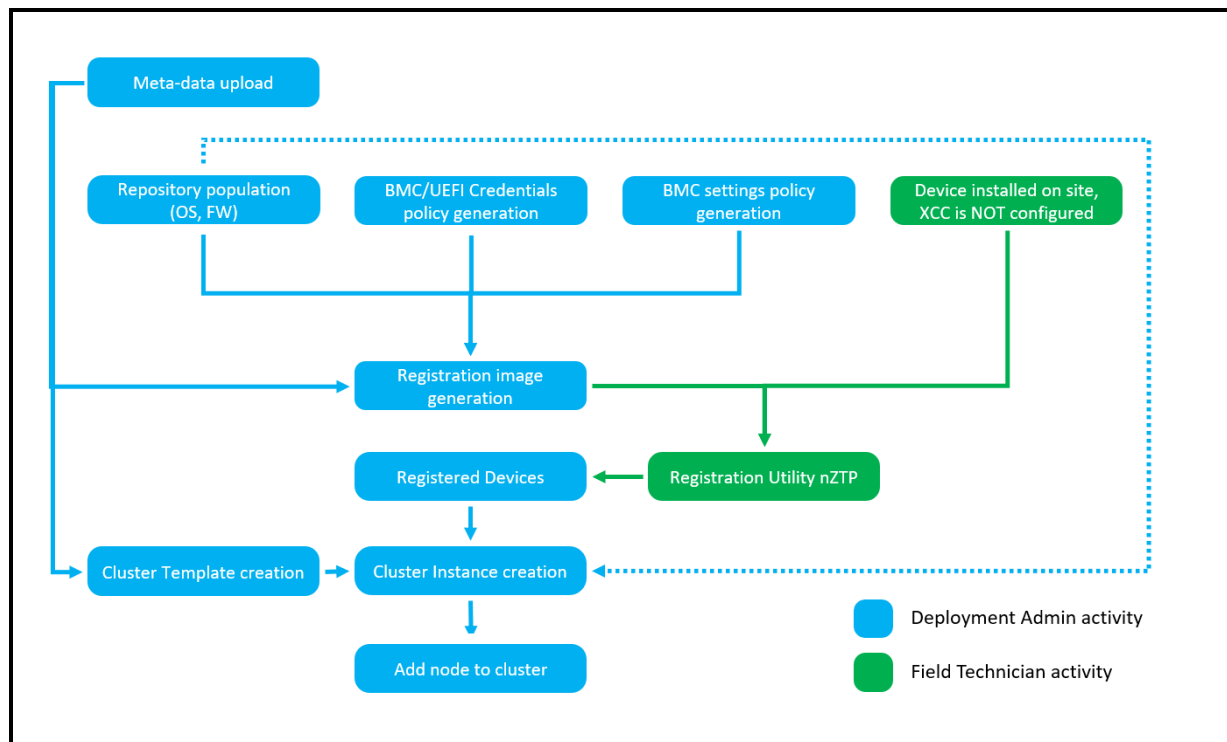 Meta-data upload
Repository population
(OS, FW)
BMC/UEFI Credentials
policy generation
BMC settings policy
generation
Device installed on site,
XCC is NOT configured
Registration image
generation
Registered Devices
Registration Utility nZTP
Cluster Template creation
Cluster Instance creation
Add node to cluster
Deployment Admin activity
Field Technician activity